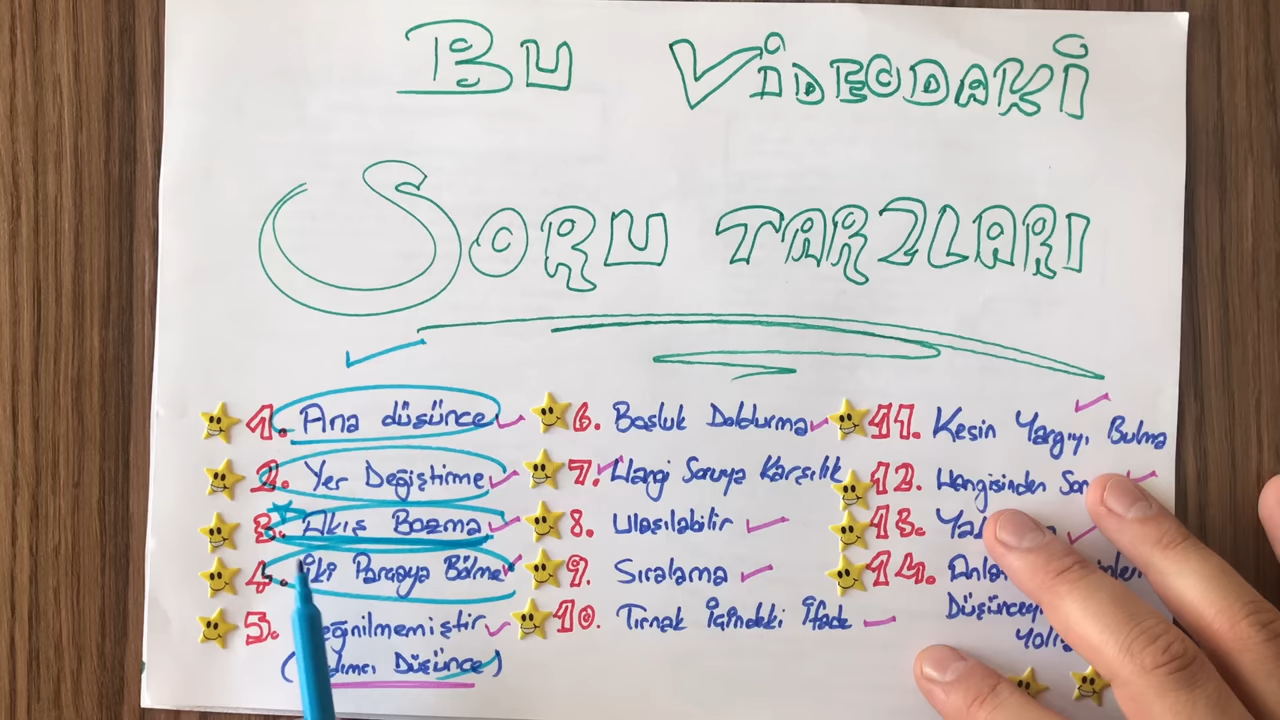 BU VİDEODAKİ
SORU TARZLARI
1. Ana düşünce
2. Yer Değiştirme
3. Akış Bozma
4. İki Parçaya Bölme
5. Değinilmemiştir
(Yardımcı Düşünce)
6. Boşluk Doldurma
7. Hangi Soruya Karşılık
8. Ulaşılabilir
9. Sıralama
10. Tırnak İçindeki İfade
11. Kesin Yargıyı Bulma
12. Hangisinden
13.
14.